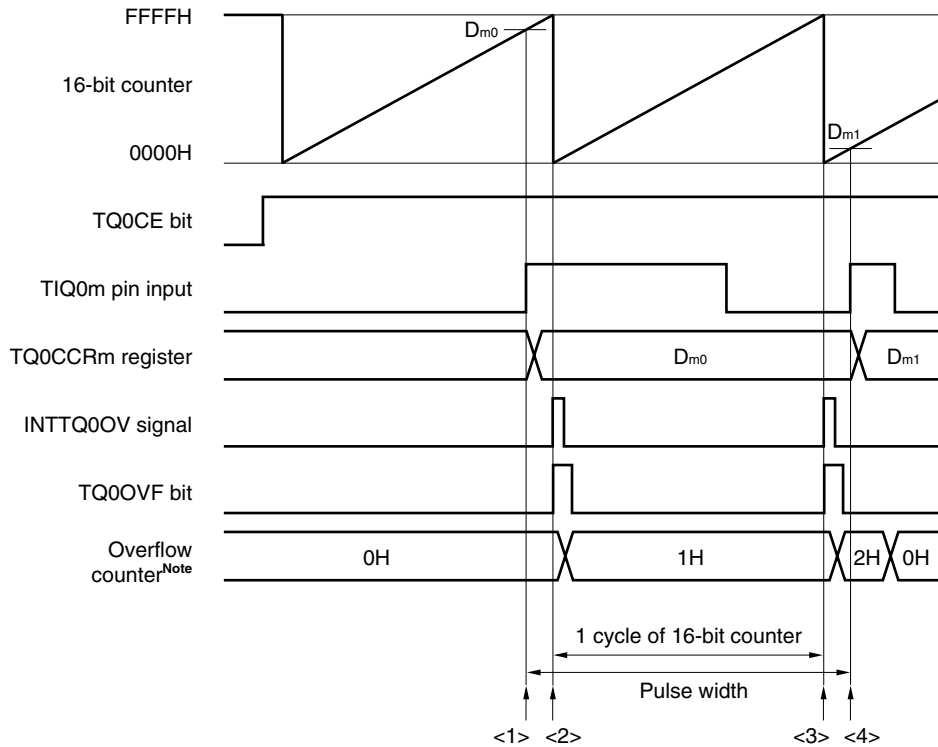 FFFFH
Dm0
16-bit counter
0000H
Dm1
TQ0CE bit
TIQ0m pin input
TQ0CCRm register
Dm0
Dm1
INTTQ0OV signal
TQ0OVF bit
Overflow
counterNote
0H
1H
2H
0H
1 cycle of 16-bit counter
Pulse width
<1> <2> <3> <4>